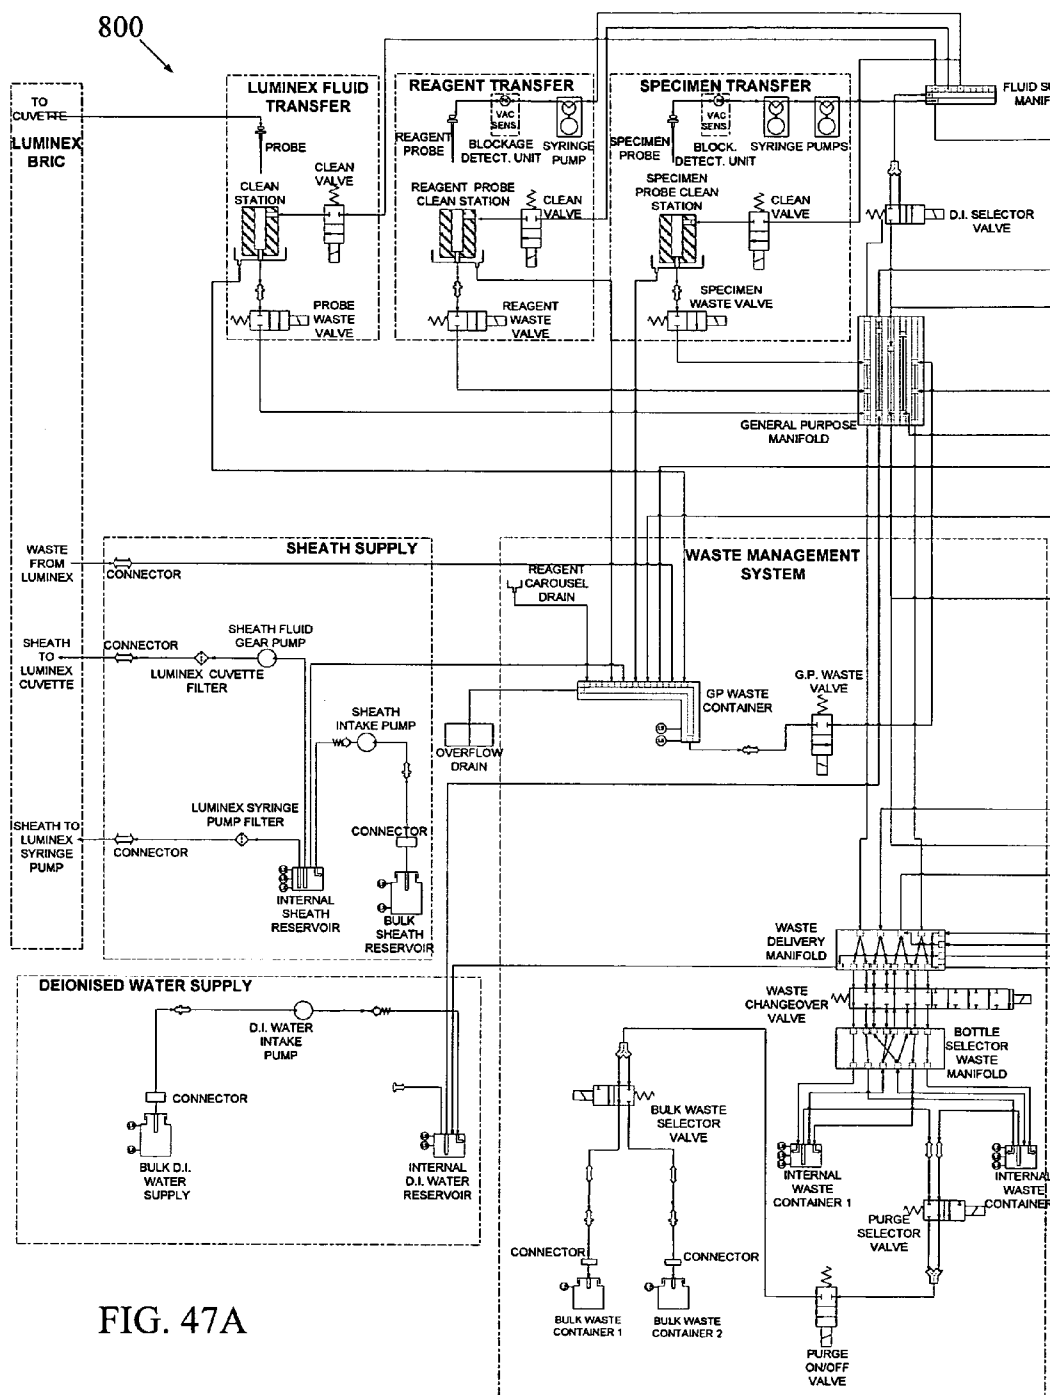 800
TO
CUVETTE
LUMINEX
BRIC
LUMINEX FLUID
TRANSFER
PROBE
CLEAN
VALVE
CLEAN
STATION
PROBE
WASTE
VALVE
REAGENT TRANSFER
VAC
SENS.
REAGENT
PROBE
BLOCKAGE
DETECT. UNIT
SYRINGE
PUMP
REAGENT PROBE
CLEAN STATION
CLEAN
VALVE
REAGENT
WASTE
VALVE
SPECIMEN TRANSFER
VAC
SENS.
SPECIMEN
PROBE
BLOCK.
DETECT. UNIT
SYRINGE PUMPS
SPECIMEN
PROBE CLEAN
STATION
CLEAN
VALVE
SPECIMEN
WASTE VALVE
FLUID SU
MANIF
D.I. SELECTOR
VALVE
GENERAL PURPOSE
MANIFOLD
WASTE
FROM
LUMINEX
SHEATH SUPPLY
CONNECTOR
SHEATH
TO
LUMINEX
CUVETTE
CONNECTOR
SHEATH FLUID
GEAR PUMP
LUMINEX CUVETTE
FILTER
SHEATH
INTAKE PUMP
SHEATH TO
LUMINEX
SYRINGE
PUMP
LUMINEX SYRINGE
PUMP FILTER
CONNECTOR
CONNECTOR
INTERNAL
SHEATH
RESERVOIR
BULK
SHEATH
RESERVOIR
WASTE MANAGEMENT
SYSTEM
REAGENT
CAROUSEL
DRAIN
G.P. WASTE
VALVE
GP WASTE
CONTAINER
OVERFLOW
DRAIN
WASTE
DELIVERY
MANIFOLD
WASTE
CHANGEOVER
VALVE
BOTTLE
SELECTOR
WASTE
MANIFOLD
BULK WASTE
SELECTOR
VALVE
INTERNAL
WASTE
CONTAINER 1
INTERNAL
WASTE
CONTAINER
PURGE
SELECTOR
VALVE
CONNECTOR
CONNECTOR
BULK WASTE
CONTAINER 1
BULK WASTE
CONTAINER 2
PURGE
ON/OFF
VALVE
DEIONISED WATER SUPPLY
D.I. WATER
INTAKE
PUMP
CONNECTOR
BULK D.I.
WATER
SUPPLY
INTERNAL
D.I. WATER
RESERVOIR
FIG. 47A